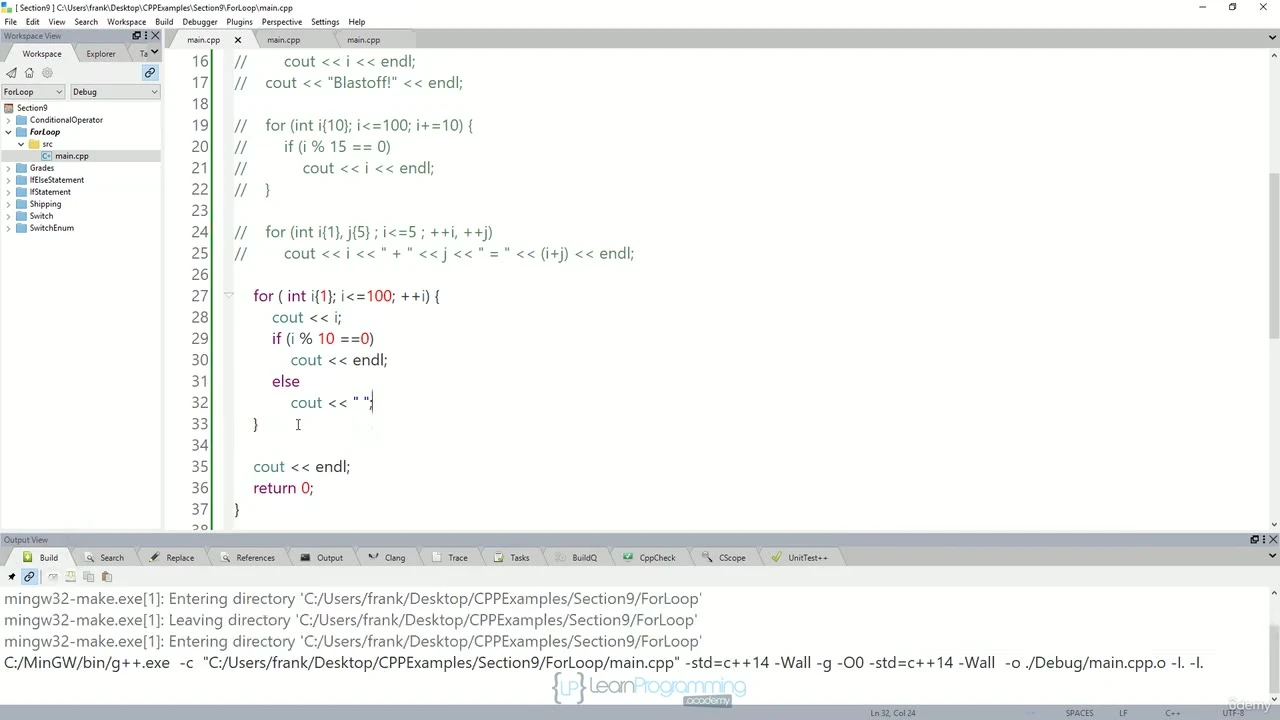 [ Section9 ] C:\Users\frank\Desktop\CPPExamples\Section9\ForLoop\main.cpp
File Edit View Search Workspace Build Debugger Plugins Perspective Settings Help
Workspace View
main.cpp main.cpp main.cpp
Workspace Explorer Ta
ForLoop Debug
Section9
ConditionalOperator
ForLoop
src
main.cpp
Grades
IfElseStatement
IfStatement
Shipping
Switch
SwitchEnum
16 // cout << i << endl;
17 // cout << "Blastoff!" << endl;
18
19 // for (int i{10}; i<=100; i+=10) {
20 // if (i % 15 == 0)
21 // cout << i << endl;
22 // }
23
24 // for (int i{1}, j{5} ; i<=5 ; ++i, ++j)
25 // cout << i << " + " << j << " = " << (i+j) << endl;
26
27 for ( int i{1}; i<=100; ++i) {
28 cout << i;
29 if (i % 10 ==0)
30 cout << endl;
31 else
32 cout << " ";
33 }
34
35 cout << endl;
36 return 0;
37 }
38
Output View
Build Search Replace References Output Clang Trace Tasks BuildQ CppCheck CScope UnitTest++
mingw32-make.exe[1]: Entering directory 'C:/Users/frank/Desktop/CPPExamples/Section9/ForLoop'
mingw32-make.exe[1]: Leaving directory 'C:/Users/frank/Desktop/CPPExamples/Section9/ForLoop'
mingw32-make.exe[1]: Entering directory 'C:/Users/frank/Desktop/CPPExamples/Section9/ForLoop'
C:/MinGW/bin/g++.exe -c "C:/Users/frank/Desktop/CPPExamples/Section9/ForLoop/main.cpp" -std=c++14 -Wall -g -O0 -std=c++14 -Wall -o ./Debug/main.cpp.o -I. -I.
{LP} LearnProgramming
.academy
Udemy
Ln 32, Col 24 SPACES LF C++ UTF-8